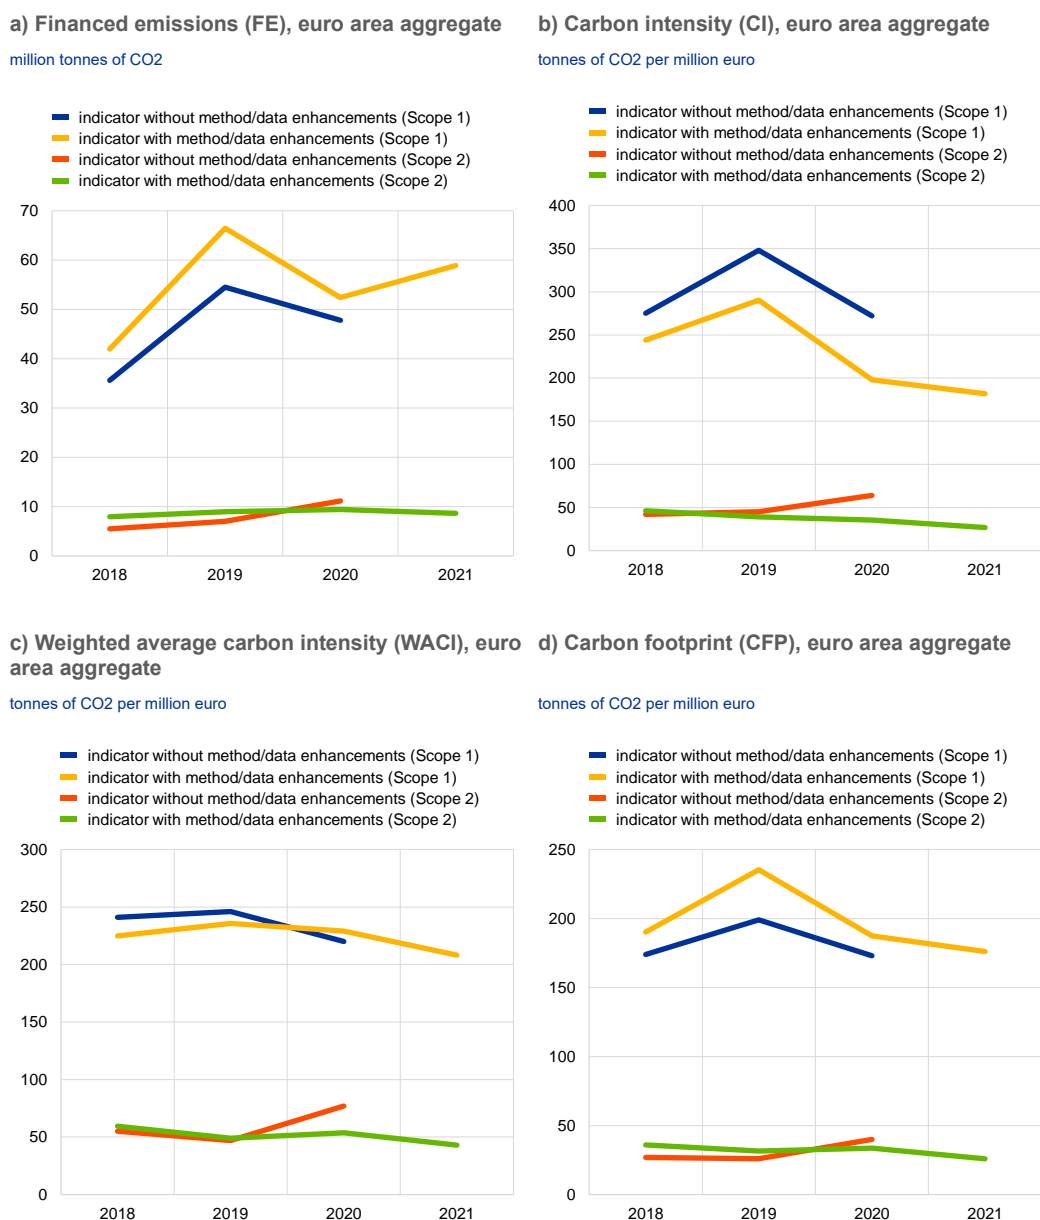 a) Financed emissions (FE), euro area aggregate
million tonnes of CO2
indicator without method/data enhancements (Scope 1)
indicator with method/data enhancements (Scope 1)
indicator without method/data enhancements (Scope 2)
indicator with method/data enhancements (Scope 2)
70
60
50
40
30
20
10
0
2018 2019 2020 2021
b) Carbon intensity (CI), euro area aggregate
tonnes of CO2 per million euro
indicator without method/data enhancements (Scope 1)
indicator with method/data enhancements (Scope 1)
indicator without method/data enhancements (Scope 2)
indicator with method/data enhancements (Scope 2)
400
350
300
250
200
150
100
50
0
2018 2019 2020 2021
c) Weighted average carbon intensity (WACI), euro
area aggregate
tonnes of CO2 per million euro
indicator without method/data enhancements (Scope 1)
indicator with method/data enhancements (Scope 1)
indicator without method/data enhancements (Scope 2)
indicator with method/data enhancements (Scope 2)
300
250
200
150
100
50
0
2018 2019 2020 2021
d) Carbon footprint (CFP), euro area aggregate
tonnes of CO2 per million euro
indicator without method/data enhancements (Scope 1)
indicator with method/data enhancements (Scope 1)
indicator without method/data enhancements (Scope 2)
indicator with method/data enhancements (Scope 2)
250
200
150
100
50
0
2018 2019 2020 2021